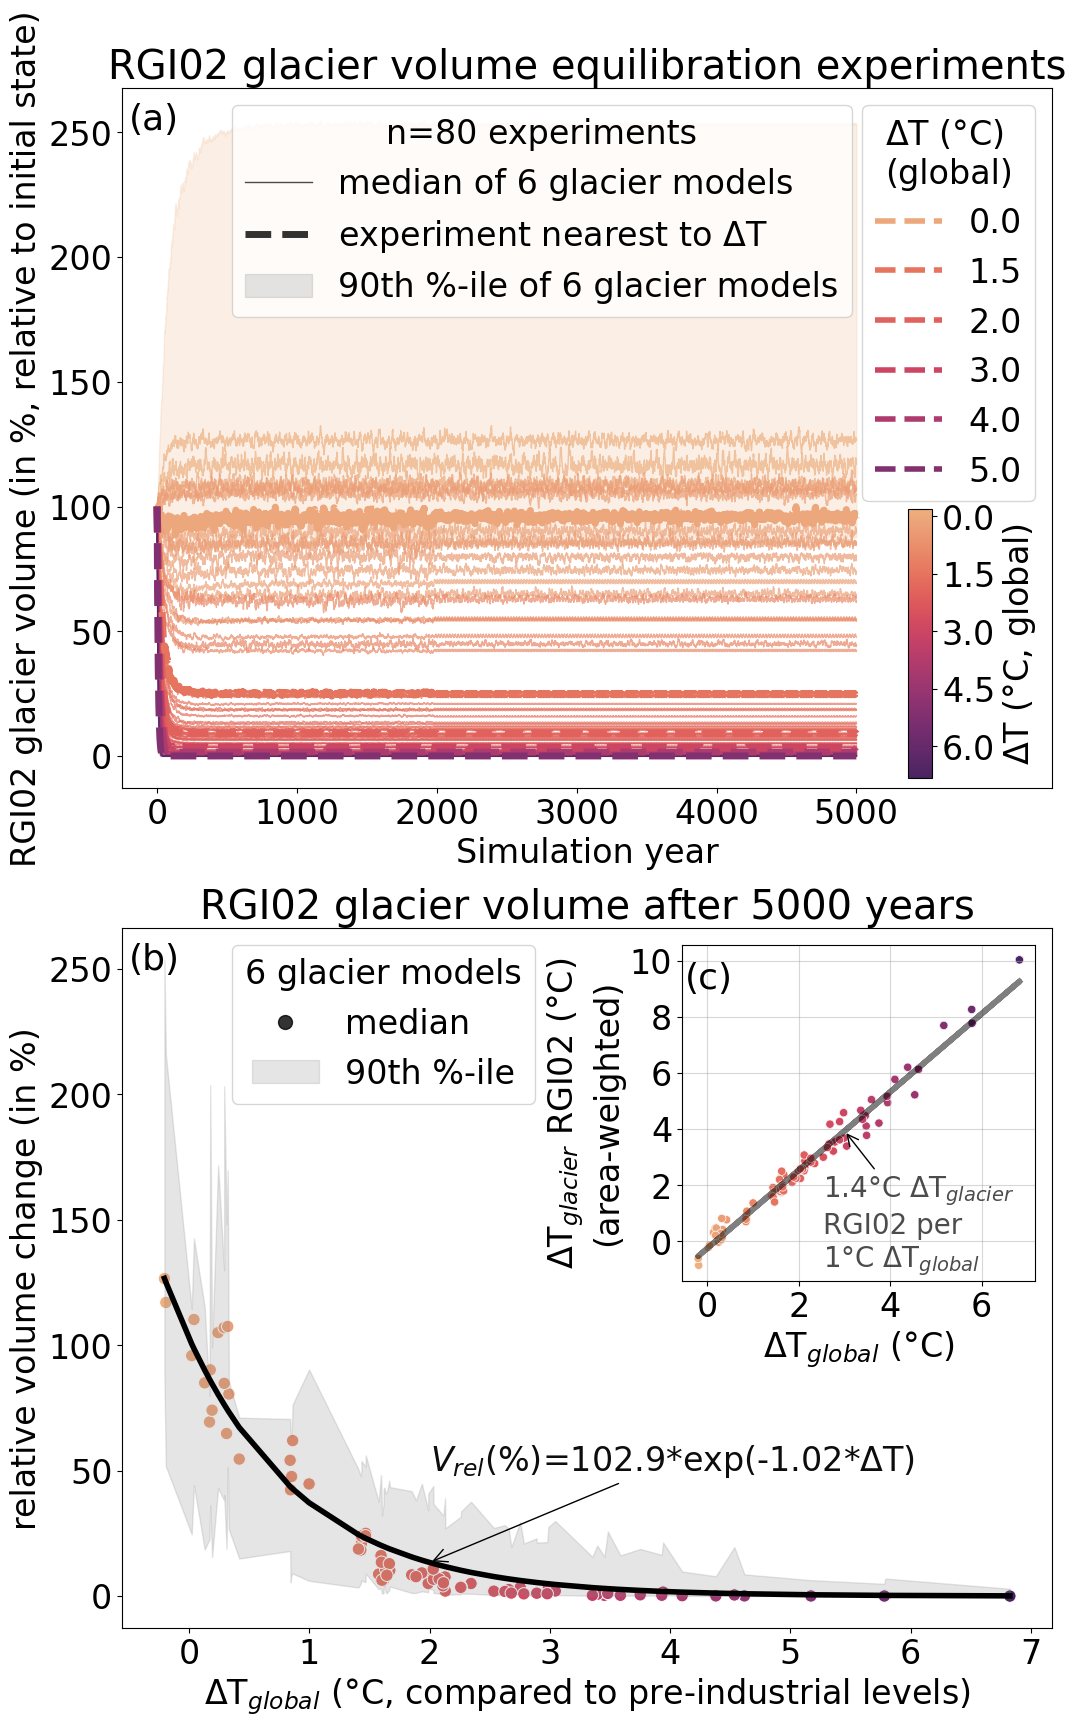 RGI02 glacier volume equilibration experiments
(a)
n=80 experiments
median of 6 glacier models
experiment nearest to ΔT
90th %-ile of 6 glacier models
ΔT (°C)
(global)
0.0
1.5
2.0
3.0
4.0
5.0
RGI02 glacier volume (in %, relative to initial state)
250
200
150
100
50
0
0.0
1.5
3.0
4.5
6.0
ΔT (°C, global)
0 1000 2000 3000 4000 5000
Simulation year
RGI02 glacier volume after 5000 years
(b)
6 glacier models
median
90th %-ile
relative volume change (in %)
250
200
150
100
50
0
(c)
ΔT_glacier RGI02 (°C)
(area-weighted)
10
8
6
4
2
0
1.4°C ΔT_glacier
RGI02 per
1°C ΔT_global
0 2 4 6
ΔT_global (°C)
V_rel(%)=102.9*exp(-1.02*ΔT)
0 1 2 3 4 5 6 7
ΔT_global (°C, compared to pre-industrial levels)